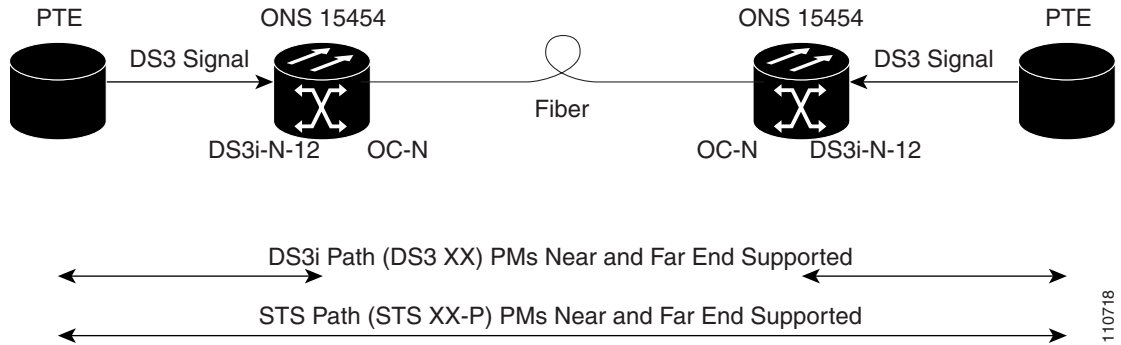 PTE
ONS 15454
ONS 15454
PTE
DS3 Signal
DS3 Signal
Fiber
DS3i-N-12
OC-N
OC-N
DS3i-N-12
DS3i Path (DS3 XX) PMs Near and Far End Supported
STS Path (STS XX-P) PMs Near and Far End Supported
110718